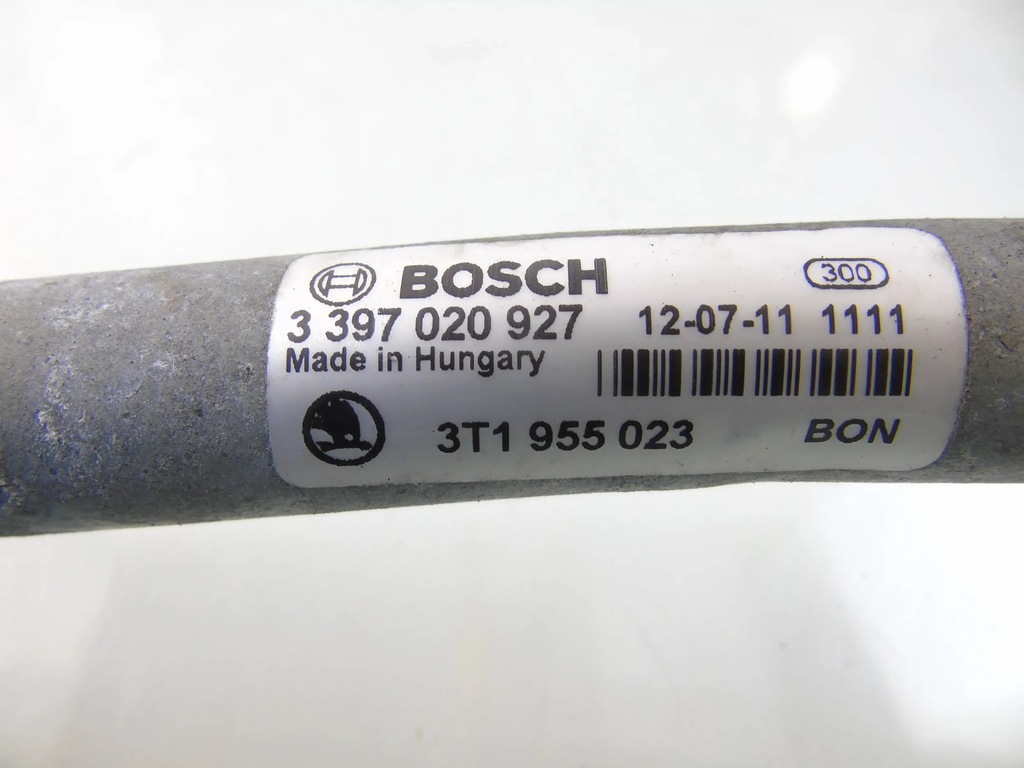 BOSCH 300
3 397 020 927 12-07-11 1111
Made in Hungary
3T1 955 023 BON